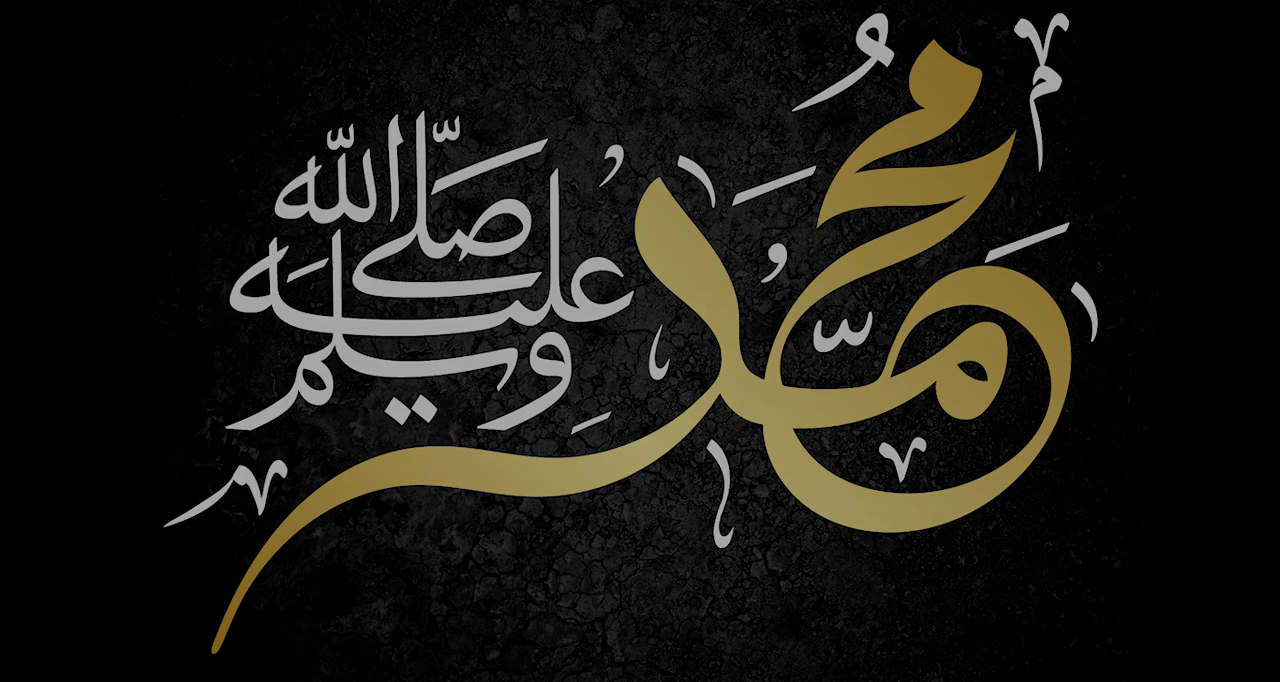 محمد
صلى الله
عليه
وسلم